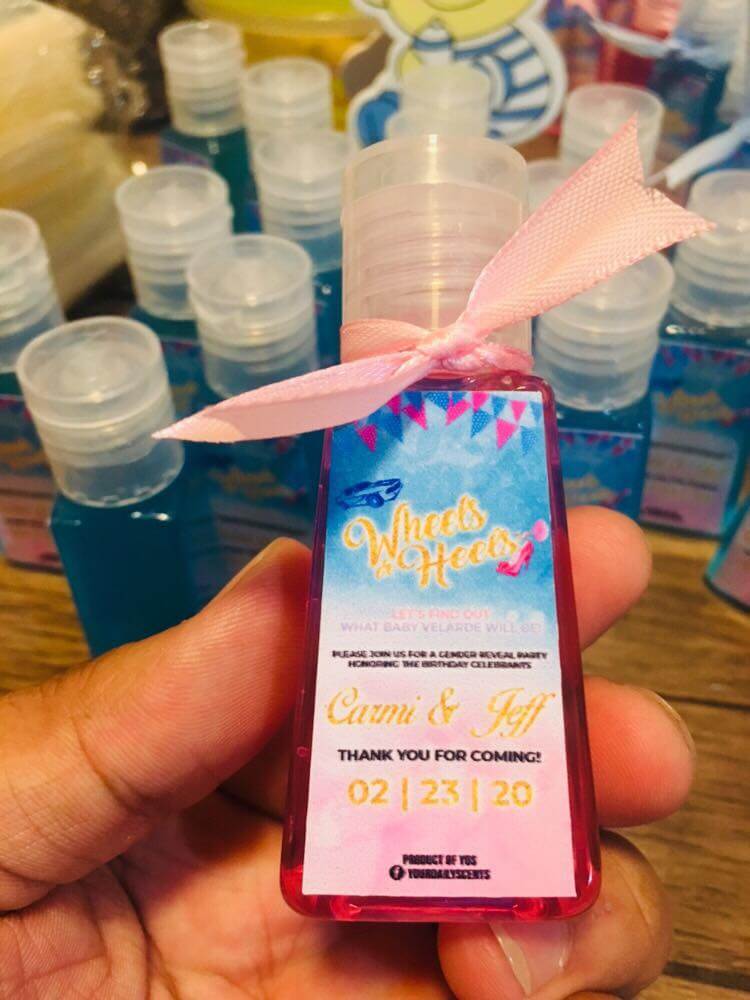 Wheels
or Heels
LET'S FIND OUT
WHAT BABY VELARDE WILL BE!
PLEASE JOIN US FOR A GENDER REVEAL PARTY
HONORING THE BIRTHDAY CELEBRANTS
Carmi & Jeff
THANK YOU FOR COMING!
02 | 23 | 20
PRODUCT OF YDS
YOURDAILYSCENTS